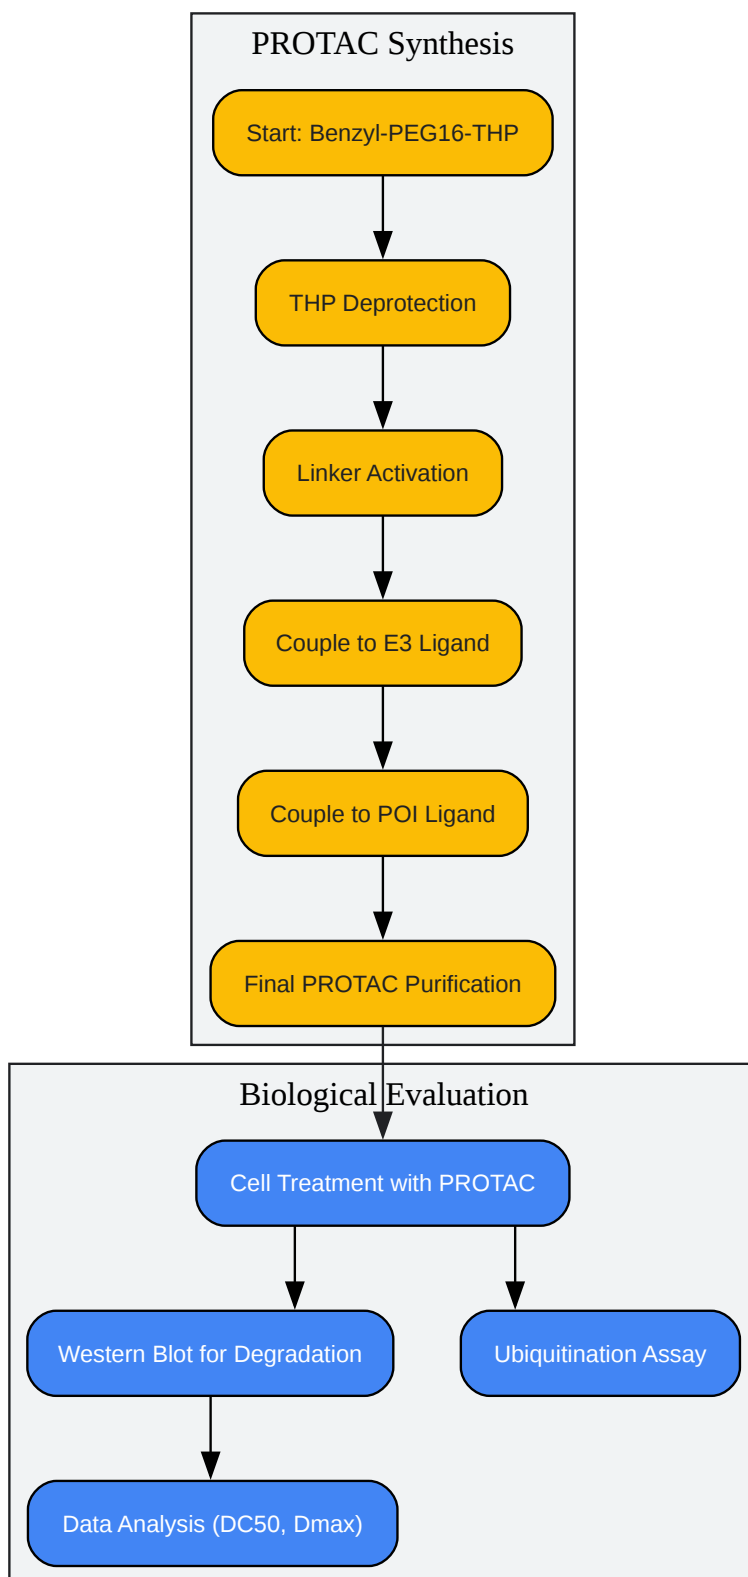 PROTAC Synthesis
Start: Benzyl-PEG16-THP
THP Deprotection
Linker Activation
Couple to E3 Ligand
Couple to POI Ligand
Final PROTAC Purification
Biological Evaluation
Cell Treatment with PROTAC
Western Blot for Degradation
Ubiquitination Assay
Data Analysis (DC50, Dmax)